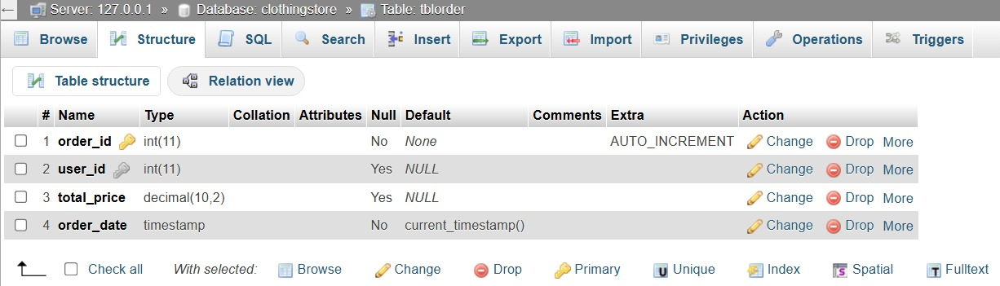 ← Server: 127.0.0.1 » Database: clothingstore » Table: tblorder
Browse Structure SQL Search Insert Export Import Privileges Operations Triggers
Table structure Relation view
# Name Type Collation Attributes Null Default Comments Extra Action
1 order_id int(11) No None AUTO_INCREMENT Change Drop More
2 user_id int(11) Yes NULL Change Drop More
3 total_price decimal(10,2) Yes NULL Change Drop More
4 order_date timestamp No current_timestamp() Change Drop More
Check all With selected: Browse Change Drop Primary U Unique Index S Spatial T Fulltext